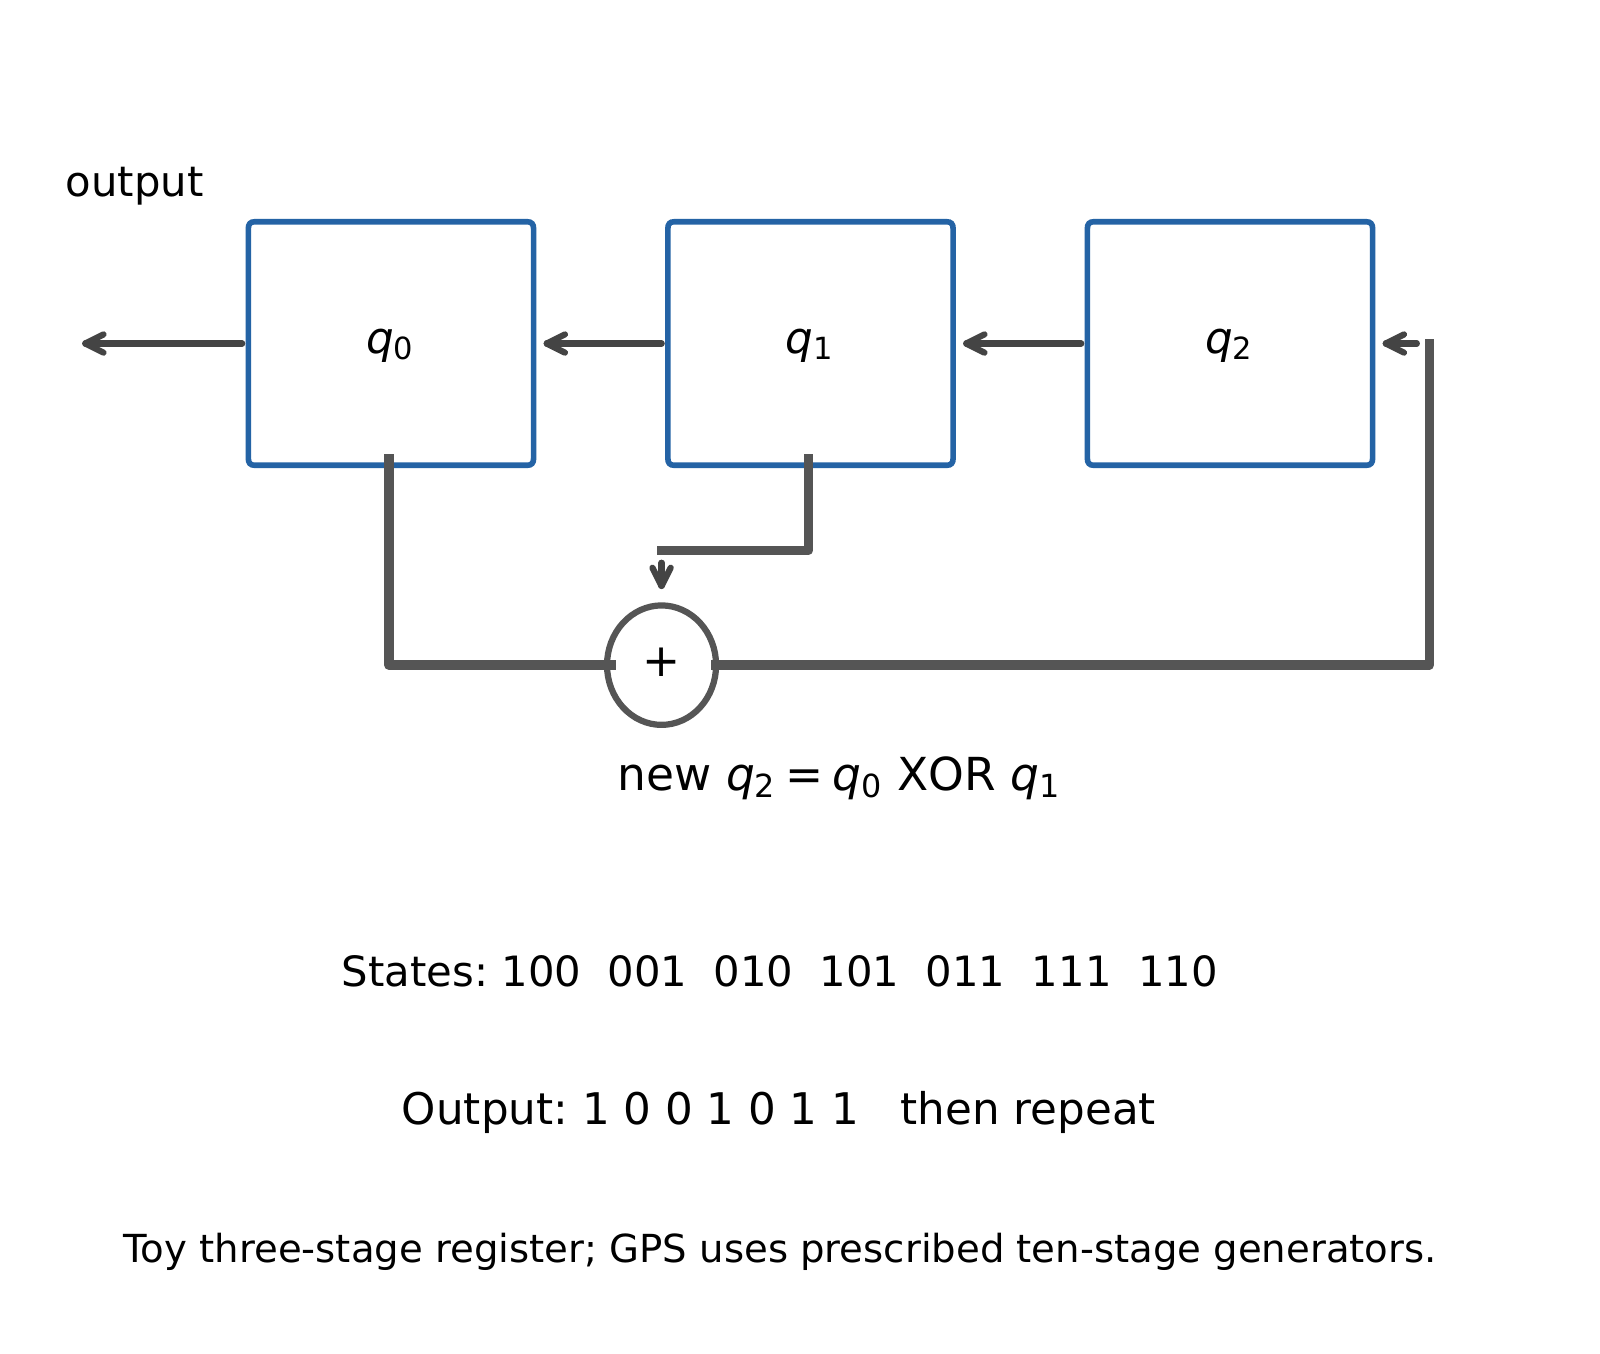 output
q₀
q₁
q₂
+
new q₂ = q₀ XOR q₁
States: 100 001 010 101 011 111 110
Output: 1 0 0 1 0 1 1 then repeat
Toy three-stage register; GPS uses prescribed ten-stage generators.